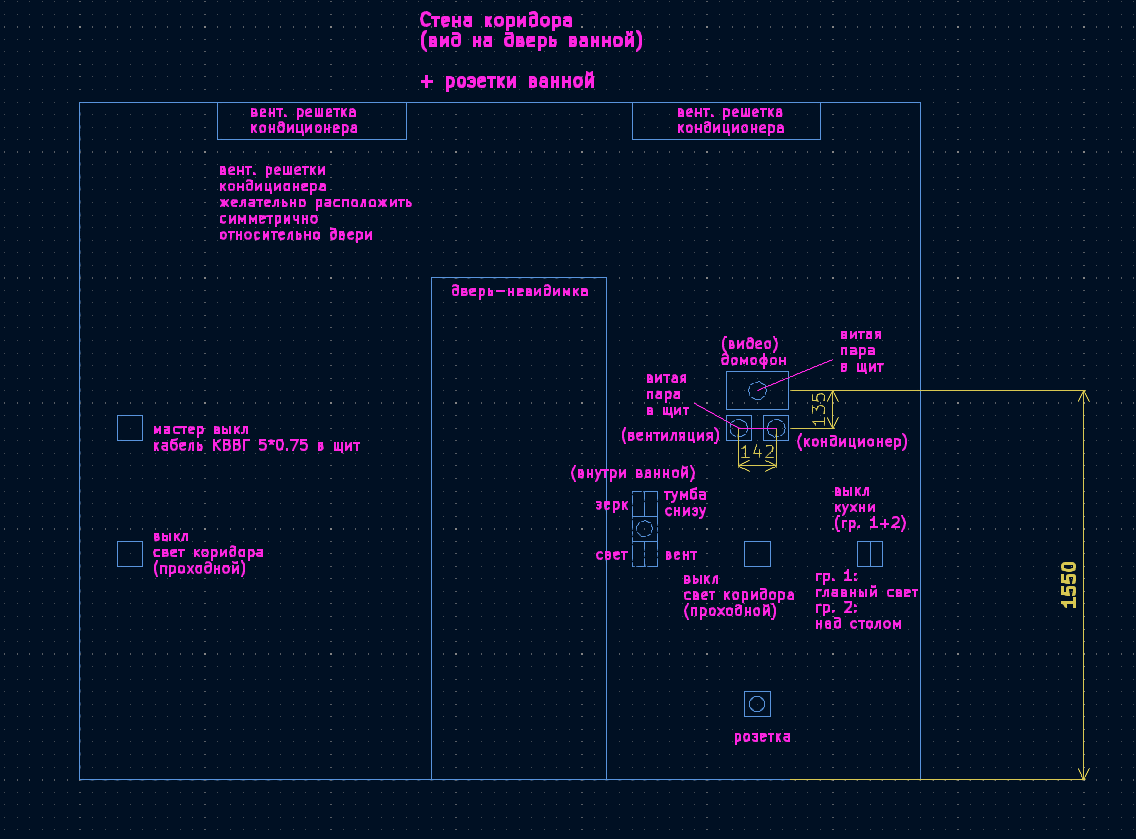 Стена коридора
(вид на дверь ванной)
+ розетки ванной
вент. решетка
кондиционера
вент. решетка
кондиционера
вент. решетки
кондиционера
желательно расположить
симметрично
относительно двери
дверь-невидимка
(видео)
домофон
витая
пара
в щит
витая
пара
в щит
135
(вентиляция)
(кондиционер)
142
мастер выкл
кабель КВВГ 5*0.75 в щит
(внутри ванной)
зерк
тумба
снизу
свет
вент
выкл
кухни
(гр. 1+2)
выкл
свет коридора
(проходной)
выкл
свет коридора
(проходной)
гр. 1:
главный свет
гр. 2:
над столом
1550
розетка